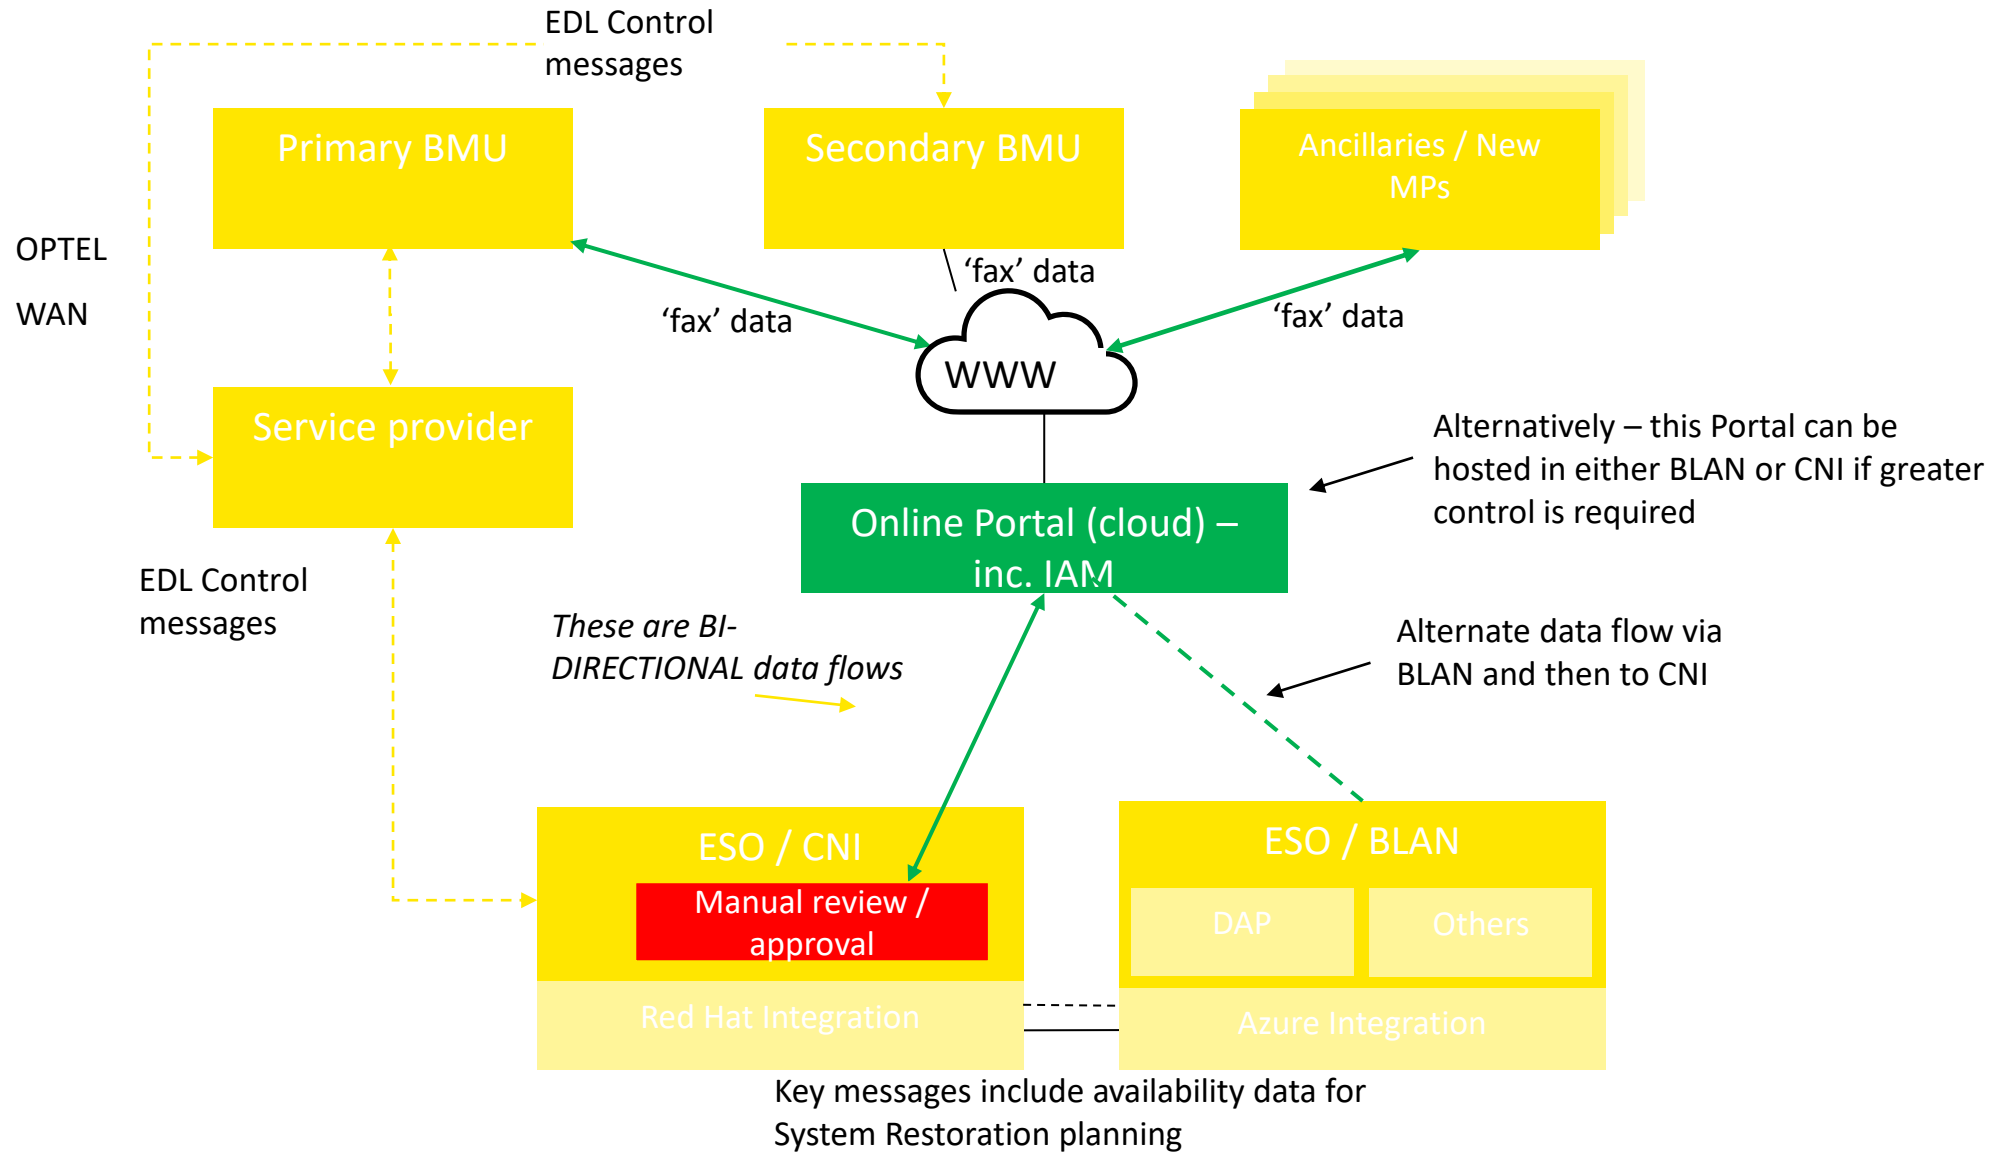 EDL Control
messages
Primary BMU
Secondary BMU
Ancillaries / New
MPs
OPTEL
WAN
‘fax’ data
‘fax’ data
‘fax’ data
WWW
Service provider
Alternatively – this Portal can be
hosted in either BLAN or CNI if greater
control is required
Online Portal (cloud) –
inc. IAM
EDL Control
messages
These are BI-
DIRECTIONAL data flows
Alternate data flow via
BLAN and then to CNI
ESO / CNI
Manual review /
approval
Red Hat Integration
ESO / BLAN
DAP
Others
Azure Integration
Key messages include availability data for
System Restoration planning